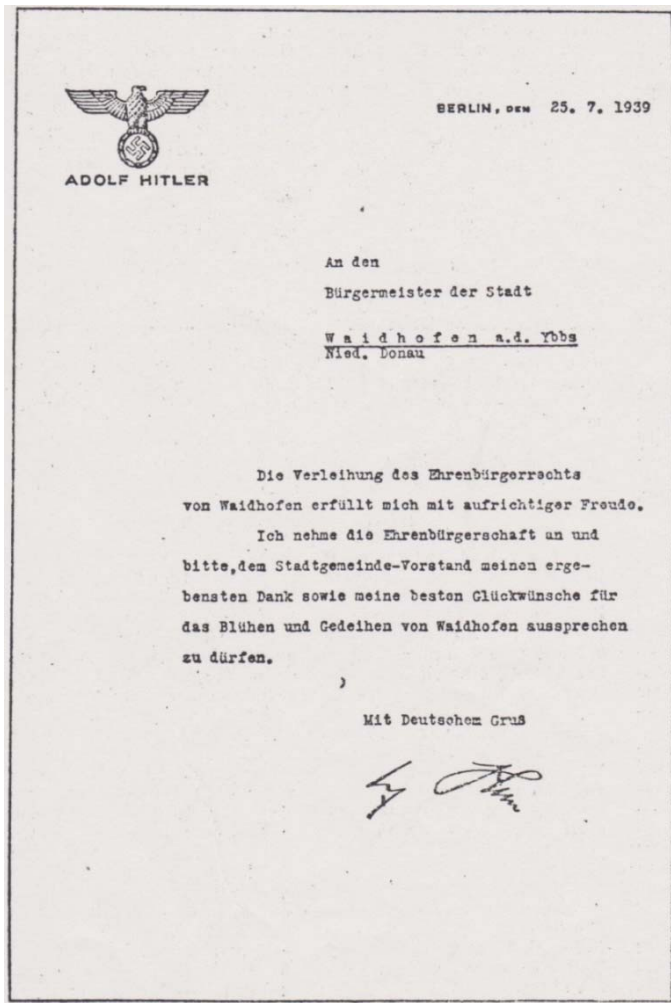 BERLIN, DEN 25. 7. 1939
ADOLF HITLER
An den
Bürgermeister der Stadt
Waidhofen a.d. Ybbs
Nied. Donau
Die Verleihung des Ehrenbürgerrechts
von Waidhofen erfüllt mich mit aufrichtiger Freude.
Ich nehme die Ehrenbürgerschaft an und
bitte,dem Stadtgemeinde-Vorstand meinen erge-
bensten Dank sowie meine besten Glückwünsche für
das Blühen und Gedeihen von Waidhofen aussprechen
zu dürfen.
Mit Deutschem Gruß